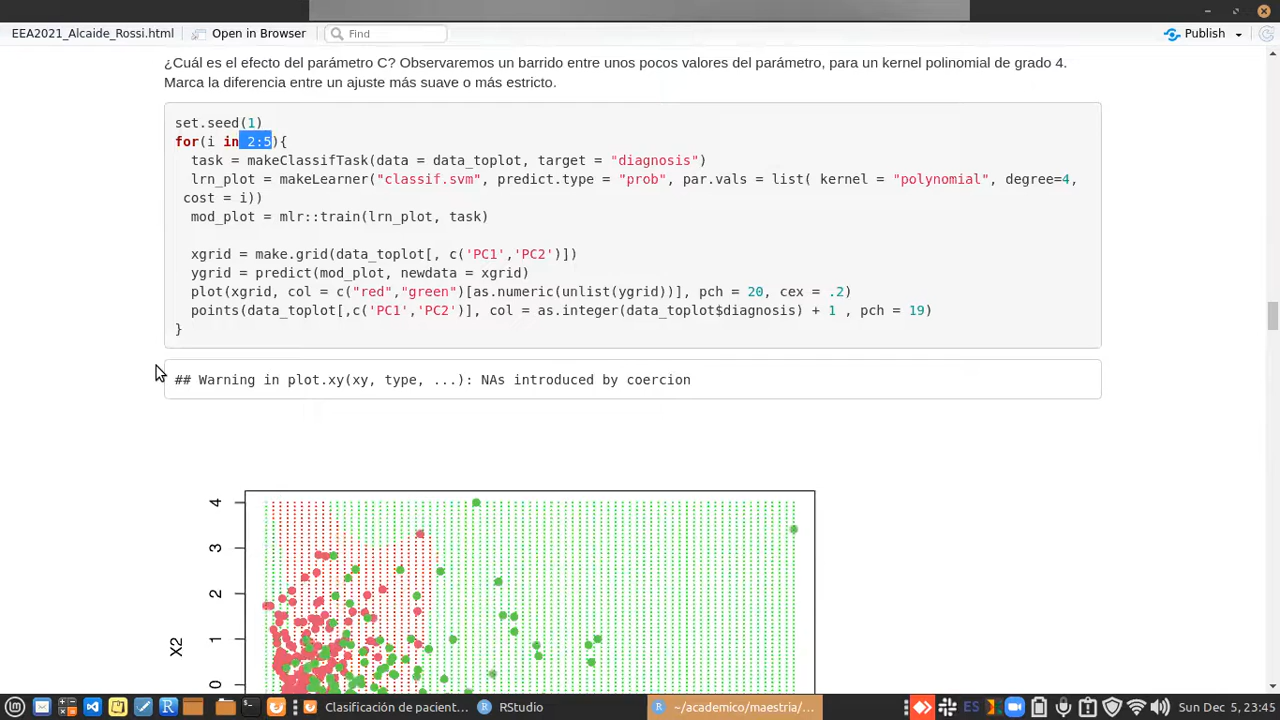 EEA2021_Alcaide_Rossi.html
Open in Browser
Find
Publish
¿Cuál es el efecto del parámetro C? Observaremos un barrido entre unos pocos valores del parámetro, para un kernel polinomial de grado 4.
Marca la diferencia entre un ajuste más suave o más estricto.
set.seed(1)
for(i in 2:5){
task = makeClassifTask(data = data_toplot, target = "diagnosis")
lrn_plot = makeLearner("classif.svm", predict.type = "prob", par.vals = list( kernel = "polynomial", degree=4,
cost = i))
mod_plot = mlr::train(lrn_plot, task)
xgrid = make.grid(data_toplot[, c('PC1','PC2')])
ygrid = predict(mod_plot, newdata = xgrid)
plot(xgrid, col = c("red","green")[as.numeric(unlist(ygrid))], pch = 20, cex = .2)
points(data_toplot[,c('PC1','PC2')], col = as.integer(data_toplot$diagnosis) + 1 , pch = 19)
}
## Warning in plot.xy(xy, type, ...): NAs introduced by coercion
4
3
2
1
0
X2
Clasificación de pacient...
RStudio
~/academico/maestria/...
ES
Sun Dec 5, 23:45